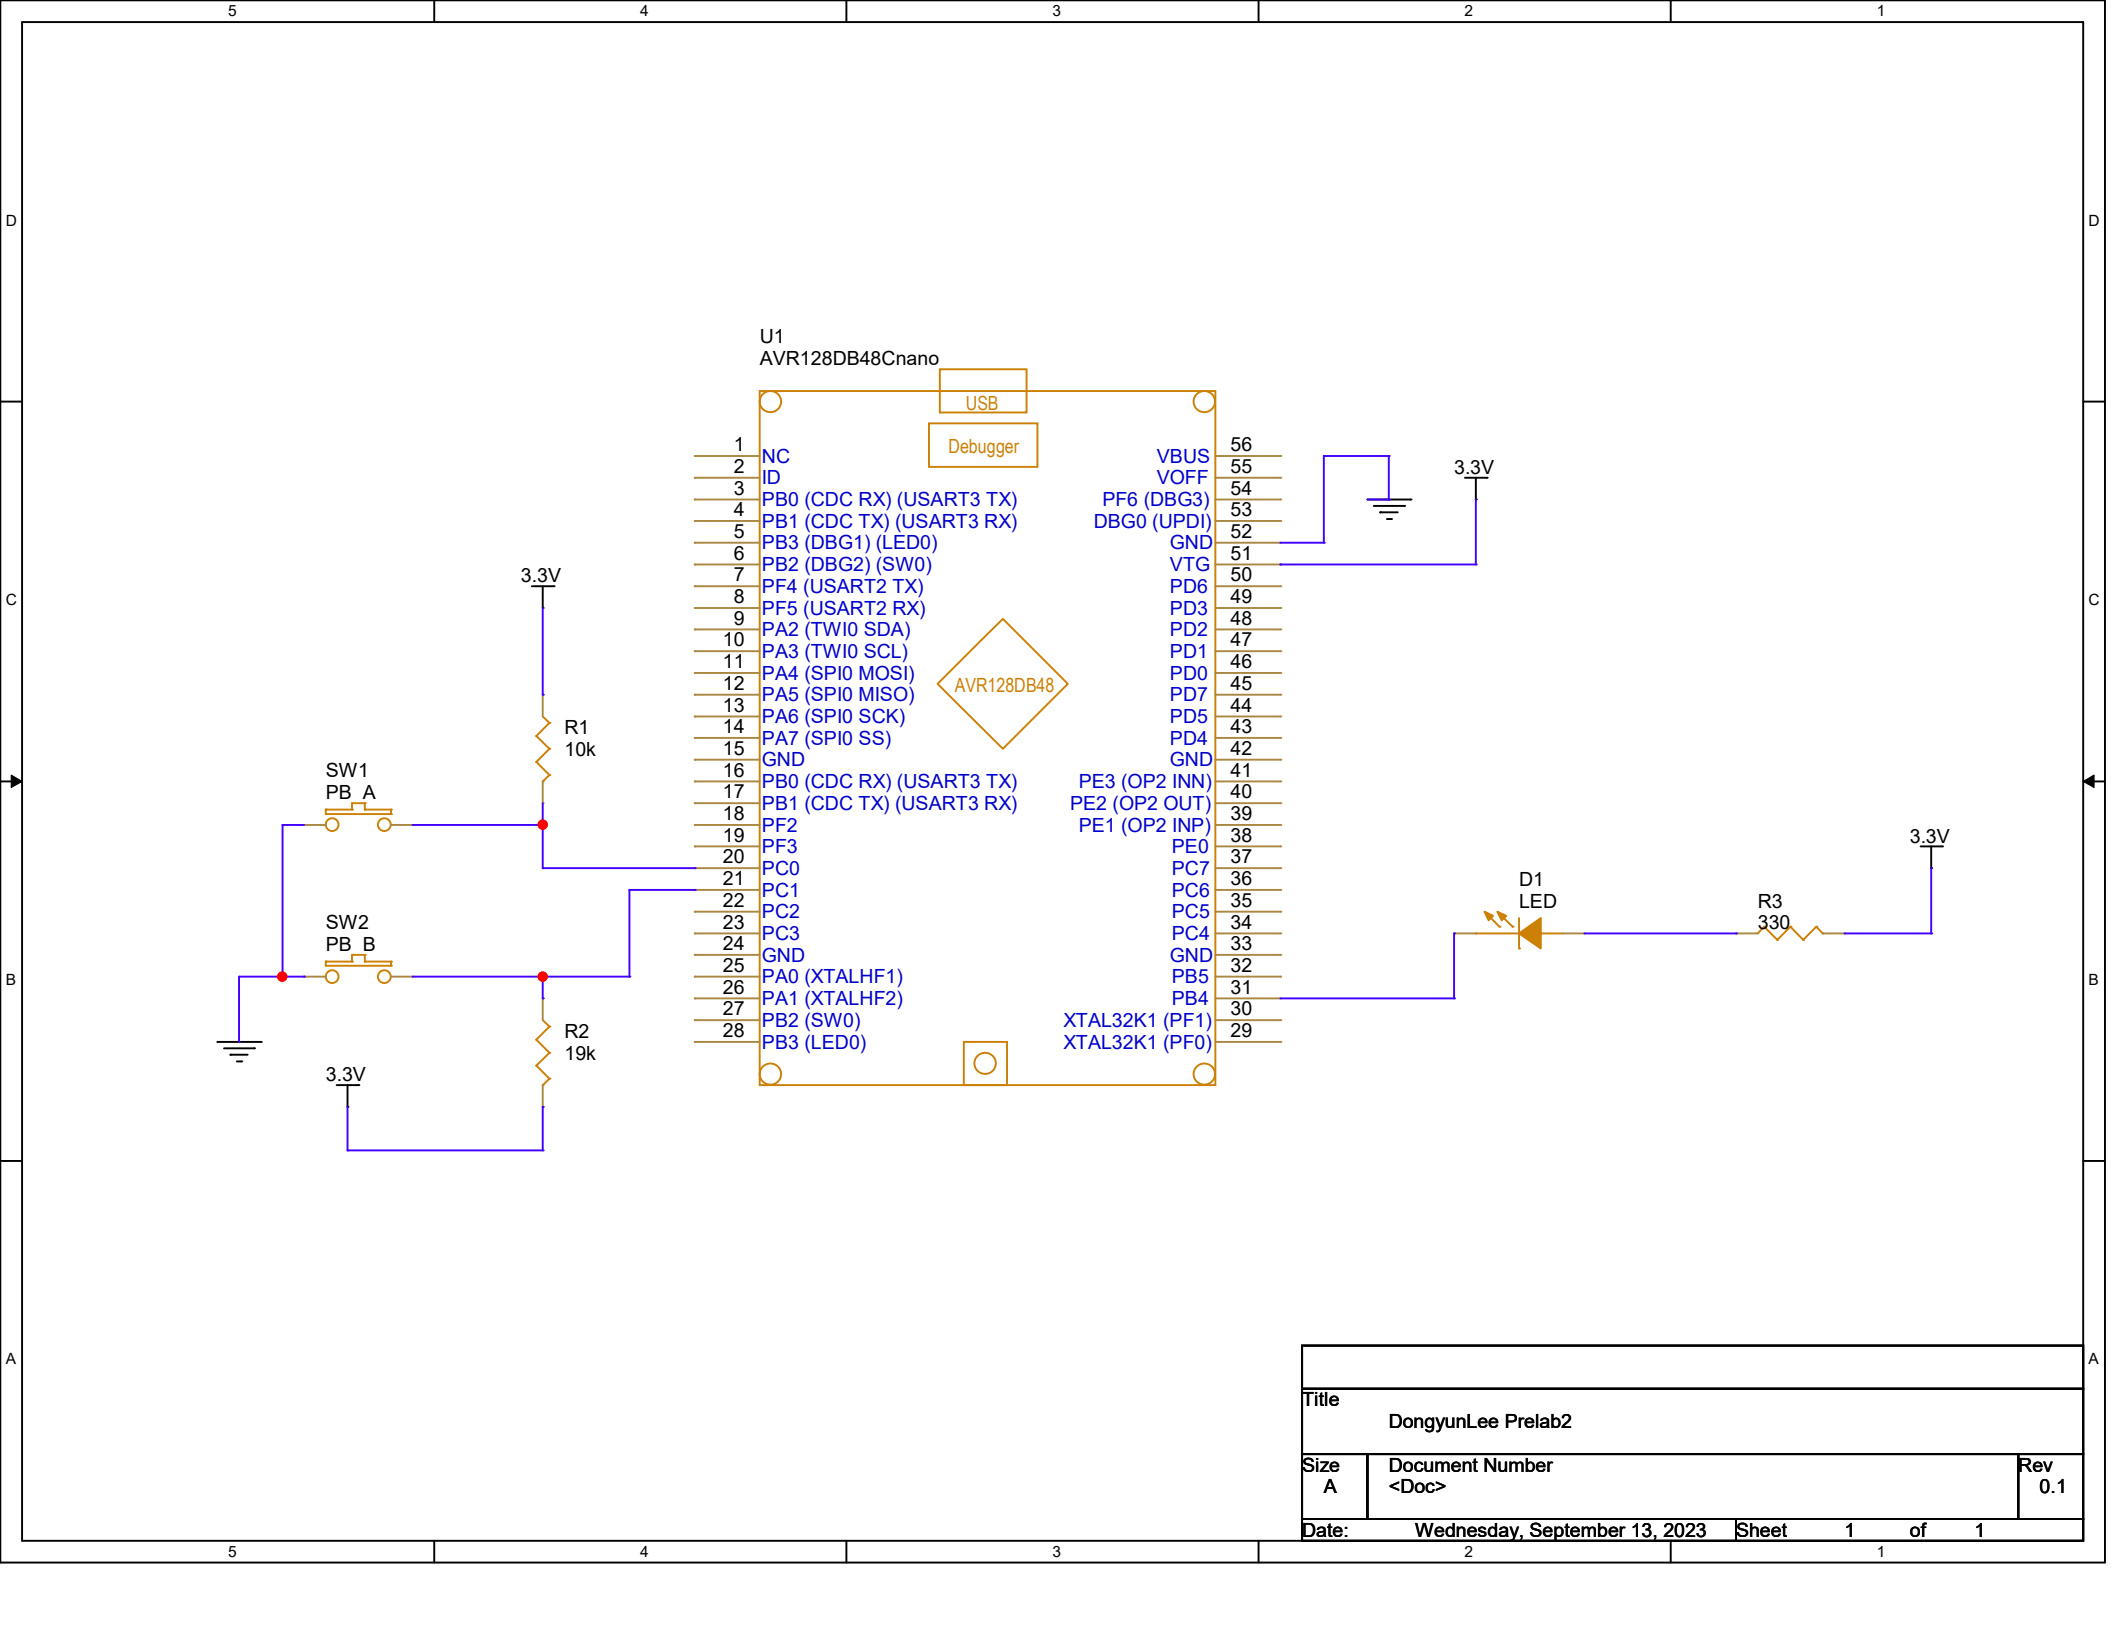 5 4 3 2 1
D D
C C
B B
A A
U1
AVR128DB48Cnano
USB
Debugger
AVR128DB48
1 NC
2 ID
3 PB0 (CDC RX) (USART3 TX)
4 PB1 (CDC TX) (USART3 RX)
5 PB3 (DBG1) (LED0)
6 PB2 (DBG2) (SW0)
7 PF4 (USART2 TX)
8 PF5 (USART2 RX)
9 PA2 (TWI0 SDA)
10 PA3 (TWI0 SCL)
11 PA4 (SPI0 MOSI)
12 PA5 (SPI0 MISO)
13 PA6 (SPI0 SCK)
14 PA7 (SPI0 SS)
15 GND
16 PB0 (CDC RX) (USART3 TX)
17 PB1 (CDC TX) (USART3 RX)
18 PF2
19 PF3
20 PC0
21 PC1
22 PC2
23 PC3
24 GND
25 PA0 (XTALHF1)
26 PA1 (XTALHF2)
27 PB2 (SW0)
28 PB3 (LED0)
VBUS 56
VOFF 55
PF6 (DBG3) 54
DBG0 (UPDI) 53
GND 52
VTG 51
PD6 50
PD3 49
PD2 48
PD1 47
PD0 46
PD7 45
PD5 44
PD4 43
GND 42
PE3 (OP2 INN) 41
PE2 (OP2 OUT) 40
PE1 (OP2 INP) 39
PE0 38
PC7 37
PC6 36
PC5 35
PC4 34
GND 33
PB5 32
PB4 31
XTAL32K1 (PF1) 30
XTAL32K1 (PF0) 29
3.3V
R1
10k
SW1
PB_A
SW2
PB_B
R2
19k
3.3V
3.3V
3.3V
D1
LED
R3
330
Title
DongyunLee Prelab2
Size
A
Document Number
<Doc>
Rev
0.1
Date: Wednesday, September 13, 2023 Sheet 1 of 1
5 4 3 2 1